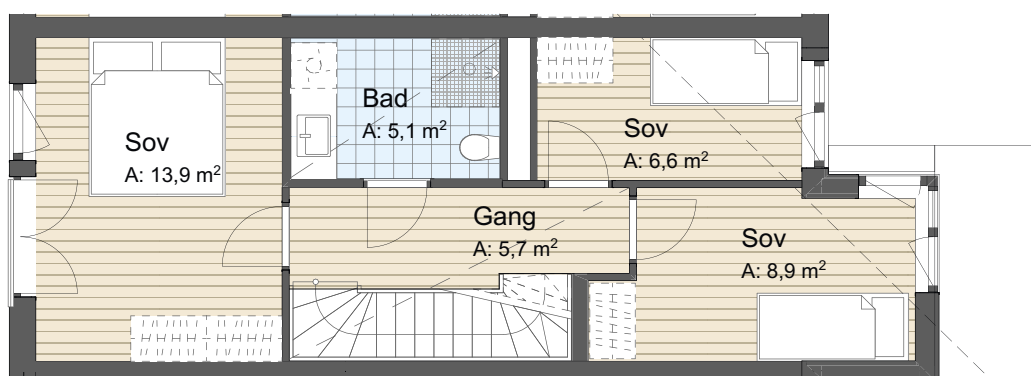 Sov
A: 13,9 m²
Bad
A: 5,1 m²
Sov
A: 6,6 m²
Gang
A: 5,7 m²
Sov
A: 8,9 m²